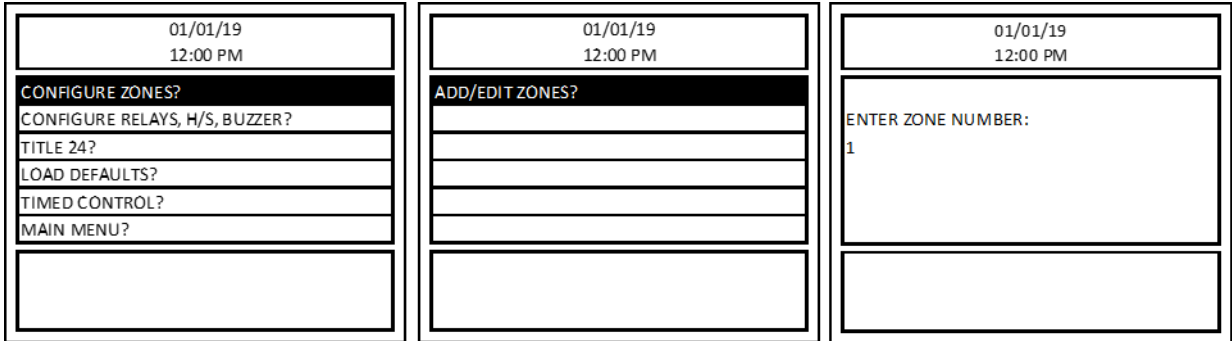 01/01/19
12:00 PM
CONFIGURE ZONES?
CONFIGURE RELAYS, H/S, BUZZER?
TITLE 24?
LOAD DEFAULTS?
TIMED CONTROL?
MAIN MENU?
01/01/19
12:00 PM
ADD/EDIT ZONES?
01/01/19
12:00 PM
ENTER ZONE NUMBER:
1